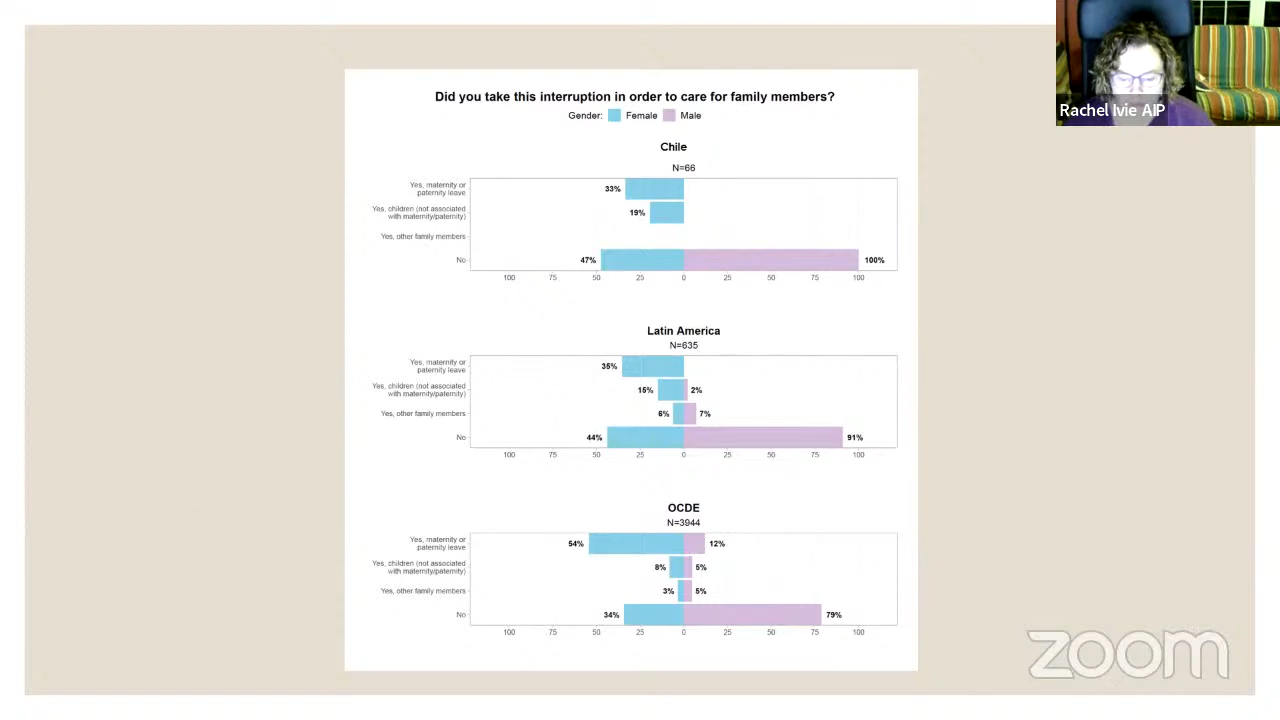 Did you take this interruption in order to care for family members?
Gender: Female Male
Chile
N=66
Yes, maternity or
paternity leave
33%
Yes, children (not associated
with maternity/paternity)
19%
Yes, other family members
No
47% 100%
100 75 50 25 0 25 50 75 100
Latin America
N=635
Yes, maternity or
paternity leave
35%
Yes, children (not associated
with maternity/paternity)
15% 2%
Yes, other family members
6% 7%
No
44% 91%
100 75 50 25 0 25 50 75 100
OCDE
N=3944
Yes, maternity or
paternity leave
54% 12%
Yes, children (not associated
with maternity/paternity)
8% 5%
Yes, other family members
3% 5%
No
34% 79%
100 75 50 25 0 25 50 75 100
Rachel Ivie AIP
zoom